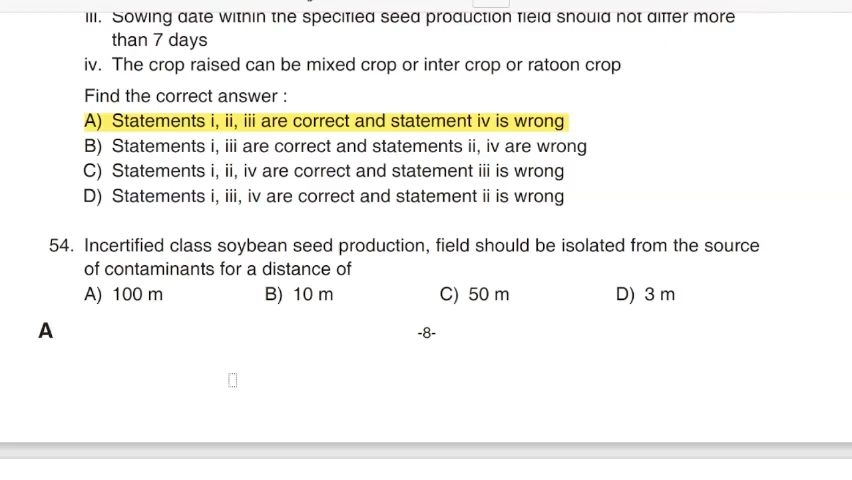 iii. Sowing date within the specified seed production field should not differ more
than 7 days
iv. The crop raised can be mixed crop or inter crop or ratoon crop
Find the correct answer :
A) Statements i, ii, iii are correct and statement iv is wrong
B) Statements i, iii are correct and statements ii, iv are wrong
C) Statements i, ii, iv are correct and statement iii is wrong
D) Statements i, iii, iv are correct and statement ii is wrong
54. Incertified class soybean seed production, field should be isolated from the source
of contaminants for a distance of
A) 100 m B) 10 m C) 50 m D) 3 m
A -8-